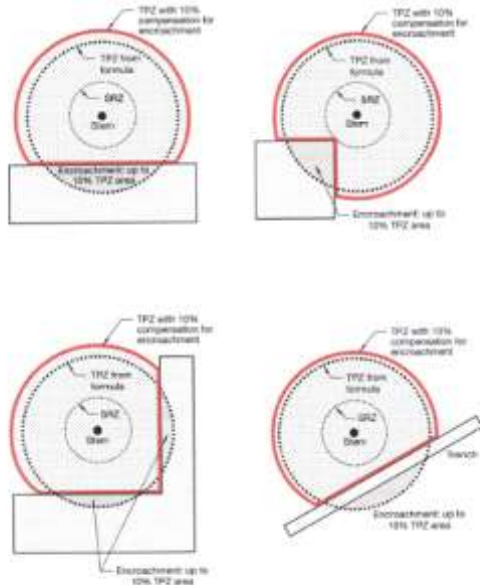 TPZ with 10%
compensation for
encroachment
TPZ from
formula
SRZ
Stem
Encroachment: up to
10% TPZ area
TPZ with 10%
compensation for
encroachment
TPZ from
formula
SRZ
Stem
Encroachment: up to
10% TPZ area
TPZ with 10%
compensation for
encroachment
TPZ from
formula
SRZ
Stem
Encroachment: up to
10% TPZ area
TPZ with 10%
compensation for
encroachment
TPZ from
formula
SRZ
Stem
Trench
Encroachment: up to
10% TPZ area